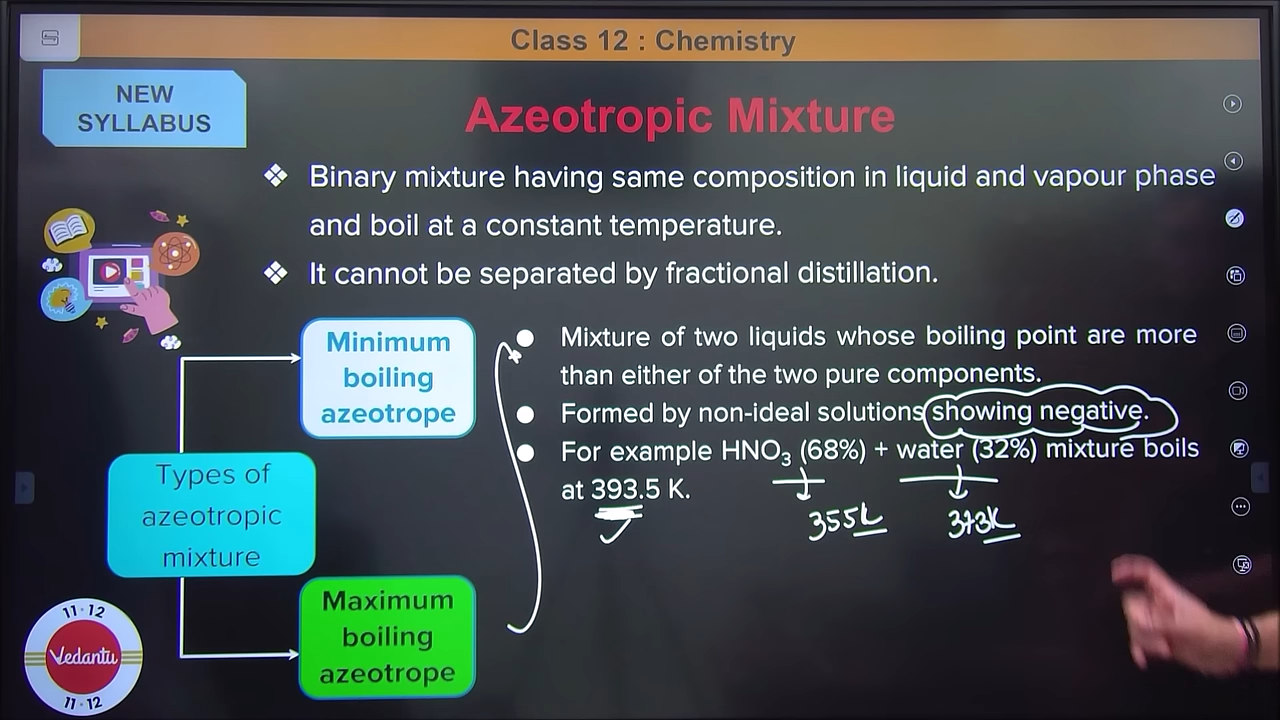 Class 12 : Chemistry
NEW
SYLLABUS
Azeotropic Mixture
❖ Binary mixture having same composition in liquid and vapour phase
and boil at a constant temperature.
❖ It cannot be separated by fractional distillation.
Minimum
boiling
azeotrope
● Mixture of two liquids whose boiling point are more
than either of the two pure components.
● Formed by non-ideal solutions showing negative.
● For example HNO₃ (68%) + water (32%) mixture boils
at 393.5 K.
355K
373K
Types of
azeotropic
mixture
Maximum
boiling
azeotrope
11·12
Vedantu
11·12